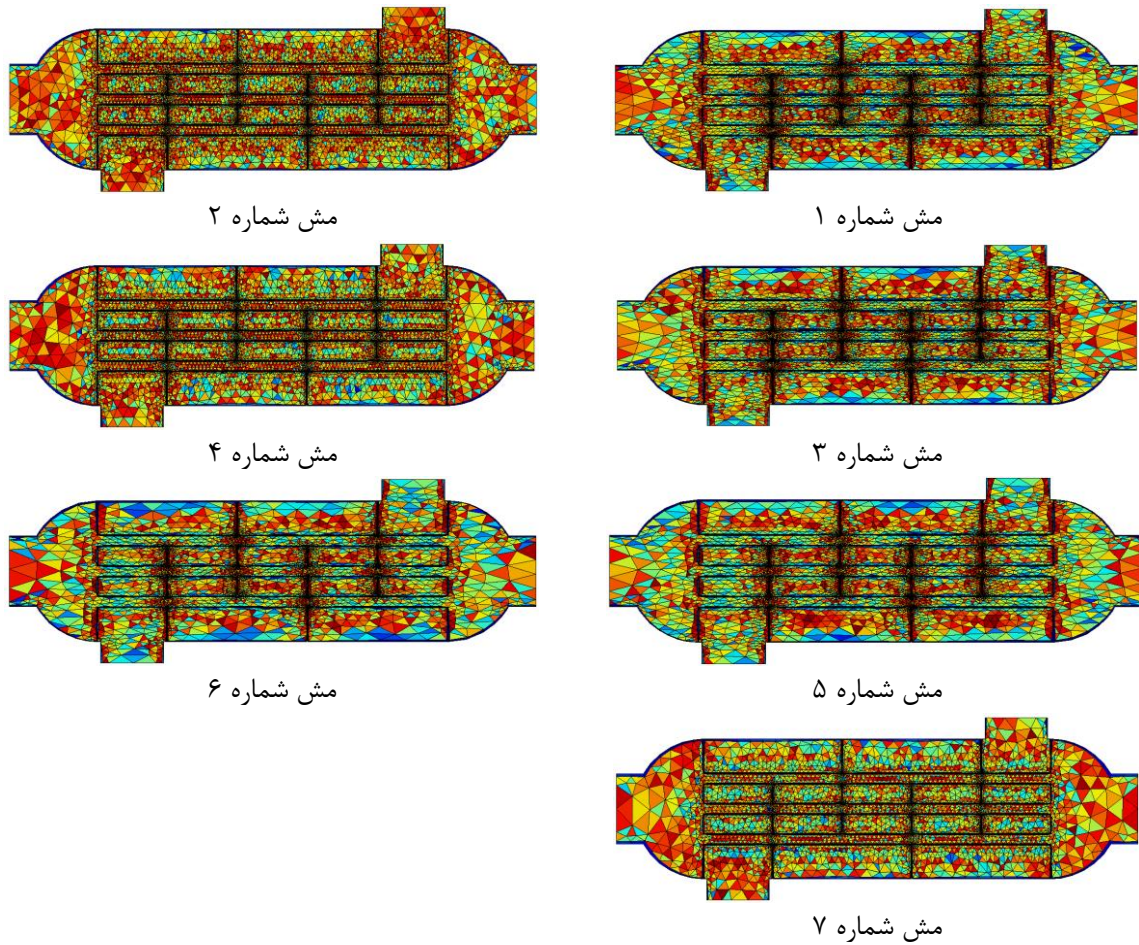 مش شماره ۱
مش شماره ۲
مش شماره ۳
مش شماره ۴
مش شماره ۵
مش شماره ۶
مش شماره ۷